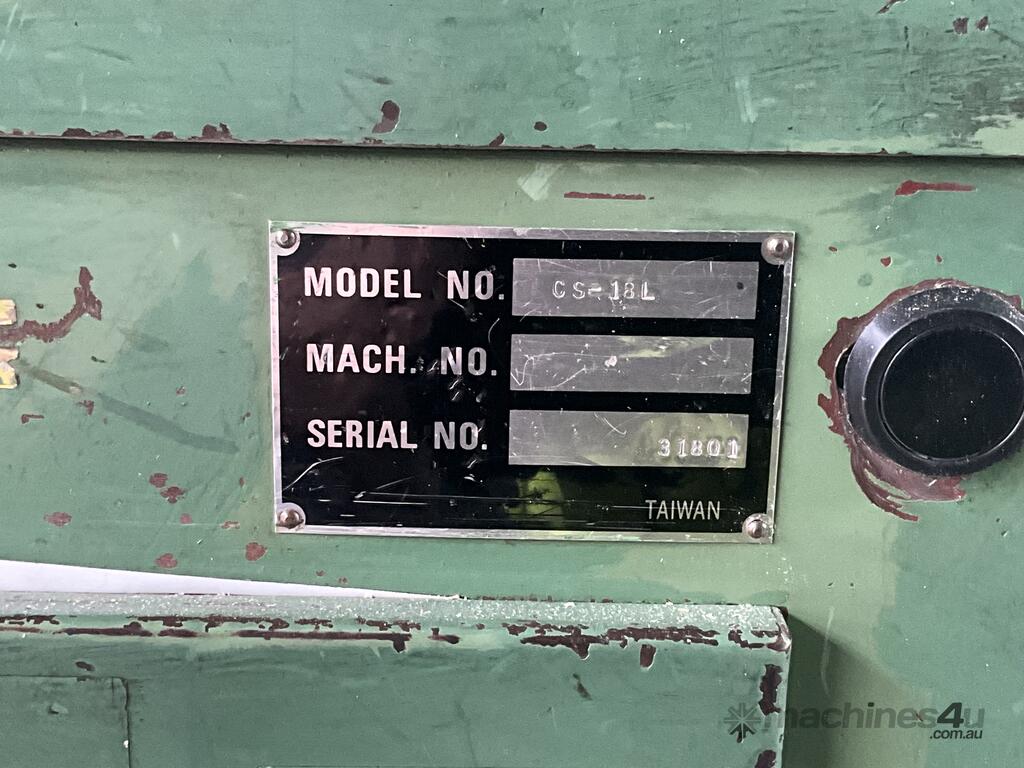 MODEL NO. CS-18L
MACH. NO.
SERIAL NO. 31801
TAIWAN
machines4u
.com.au